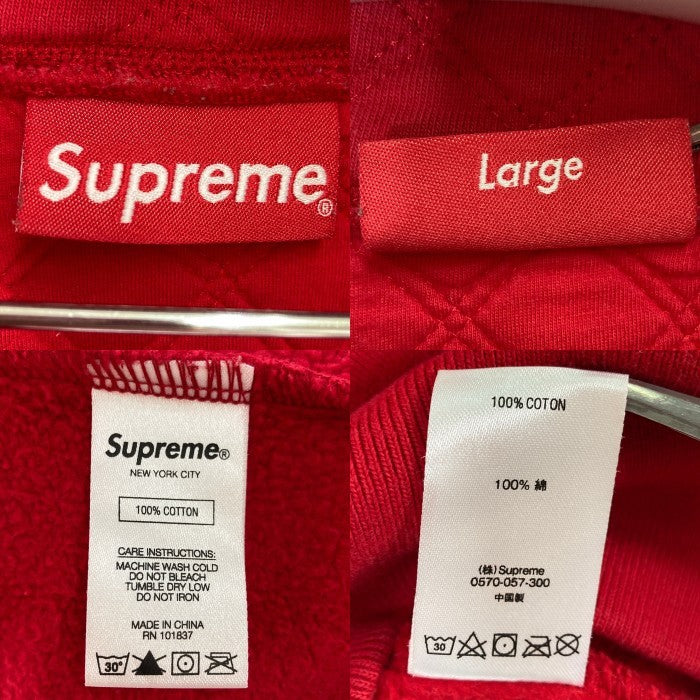 Supreme®
Large
Supreme®
NEW YORK CITY
100% COTTON
CARE INSTRUCTIONS:
MACHINE WASH COLD
DO NOT BLEACH
TUMBLE DRY LOW
DO NOT IRON
MADE IN CHINA
RN 101837
30°
100% COTON
100% 綿
(株) Supreme
0570-057-300
中国製
30